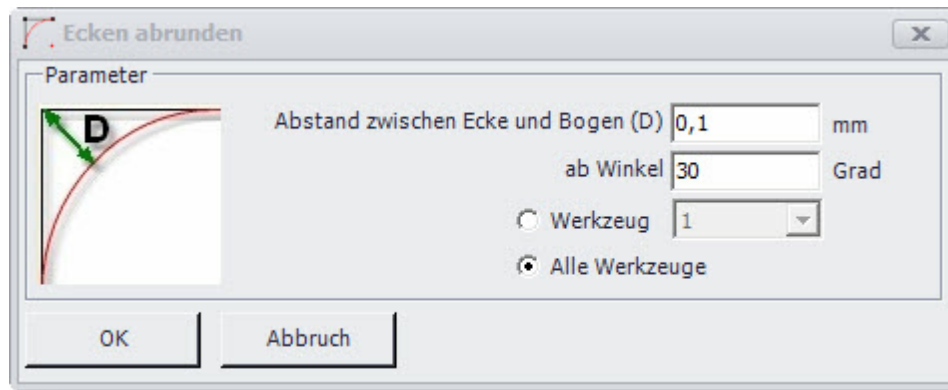 Ecken abrunden
Parameter
D
Abstand zwischen Ecke und Bogen (D) 0,1 mm
ab Winkel 30 Grad
Werkzeug 1
Alle Werkzeuge
OK Abbruch